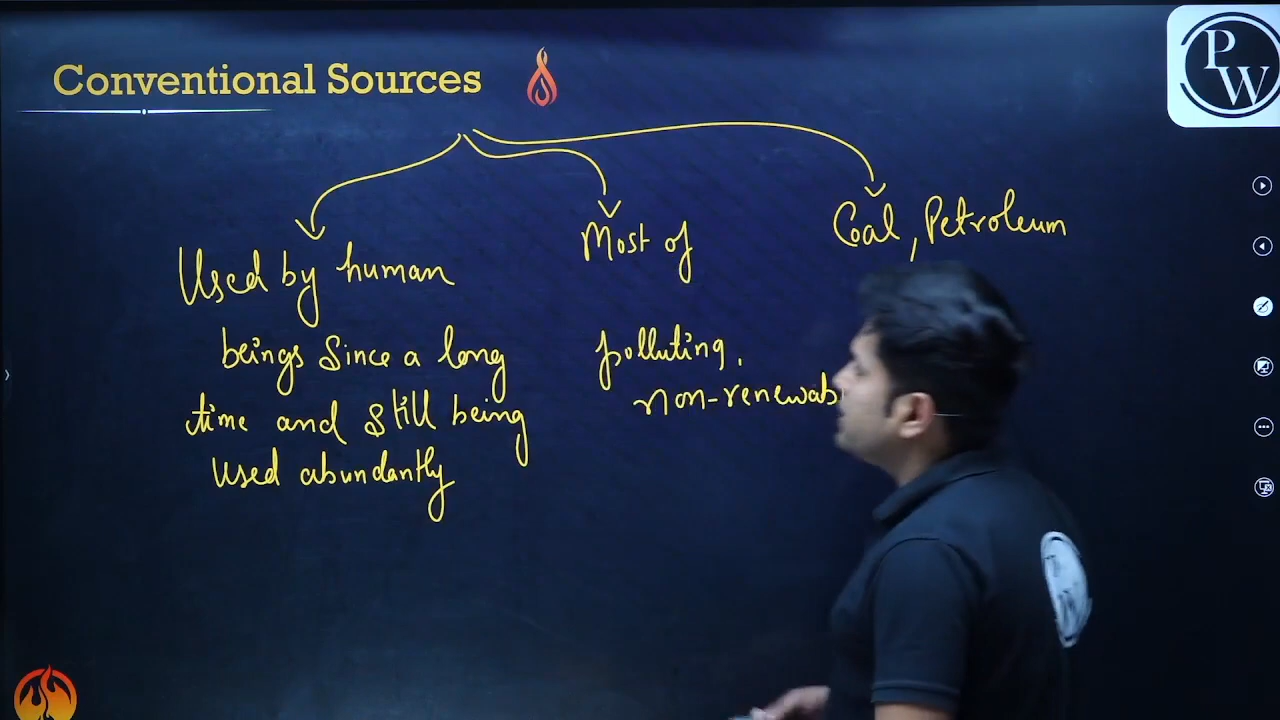 Conventional Sources
PW
Used by human
beings since a long
time and still being
used abundantly
Most of
polluting,
non-renewab
Coal, Petroleum